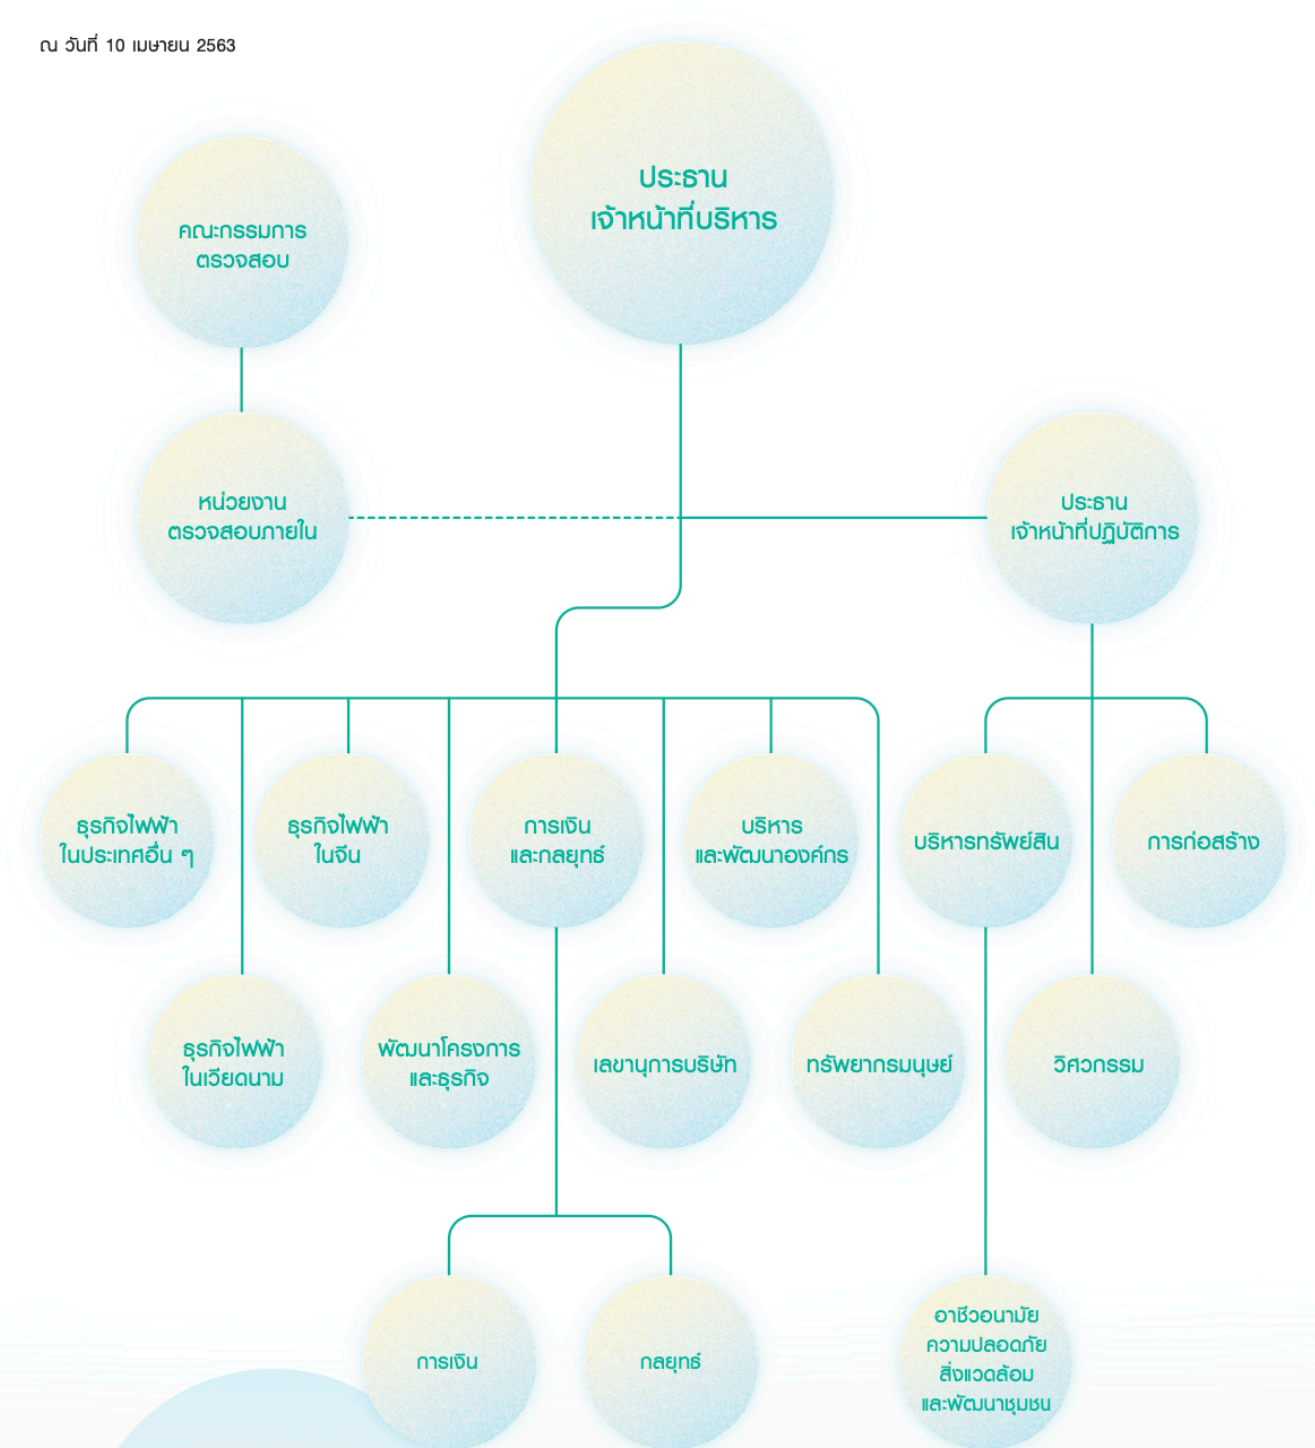 ณ วันที่ 10 เมษายน 2563
ประธาน
เจ้าหน้าที่บริหาร
คณะกรรมการ
ตรวจสอบ
หน่วยงาน
ตรวจสอบภายใน
ประธาน
เจ้าหน้าที่ปฏิบัติการ
ธุรกิจไฟฟ้า
ในประเทศอื่น ๆ
ธุรกิจไฟฟ้า
ในจีน
การเงิน
และกลยุทธ์
บริหาร
และพัฒนาองค์กร
บริหารทรัพย์สิน
การก่อสร้าง
ธุรกิจไฟฟ้า
ในเวียดนาม
พัฒนาโครงการ
และธุรกิจ
เลขานุการบริษัท
ทรัพยากรมนุษย์
วิศวกรรม
การเงิน
กลยุทธ์
อาชีวอนามัย
ความปลอดภัย
สิ่งแวดล้อม
และพัฒนาชุมชน